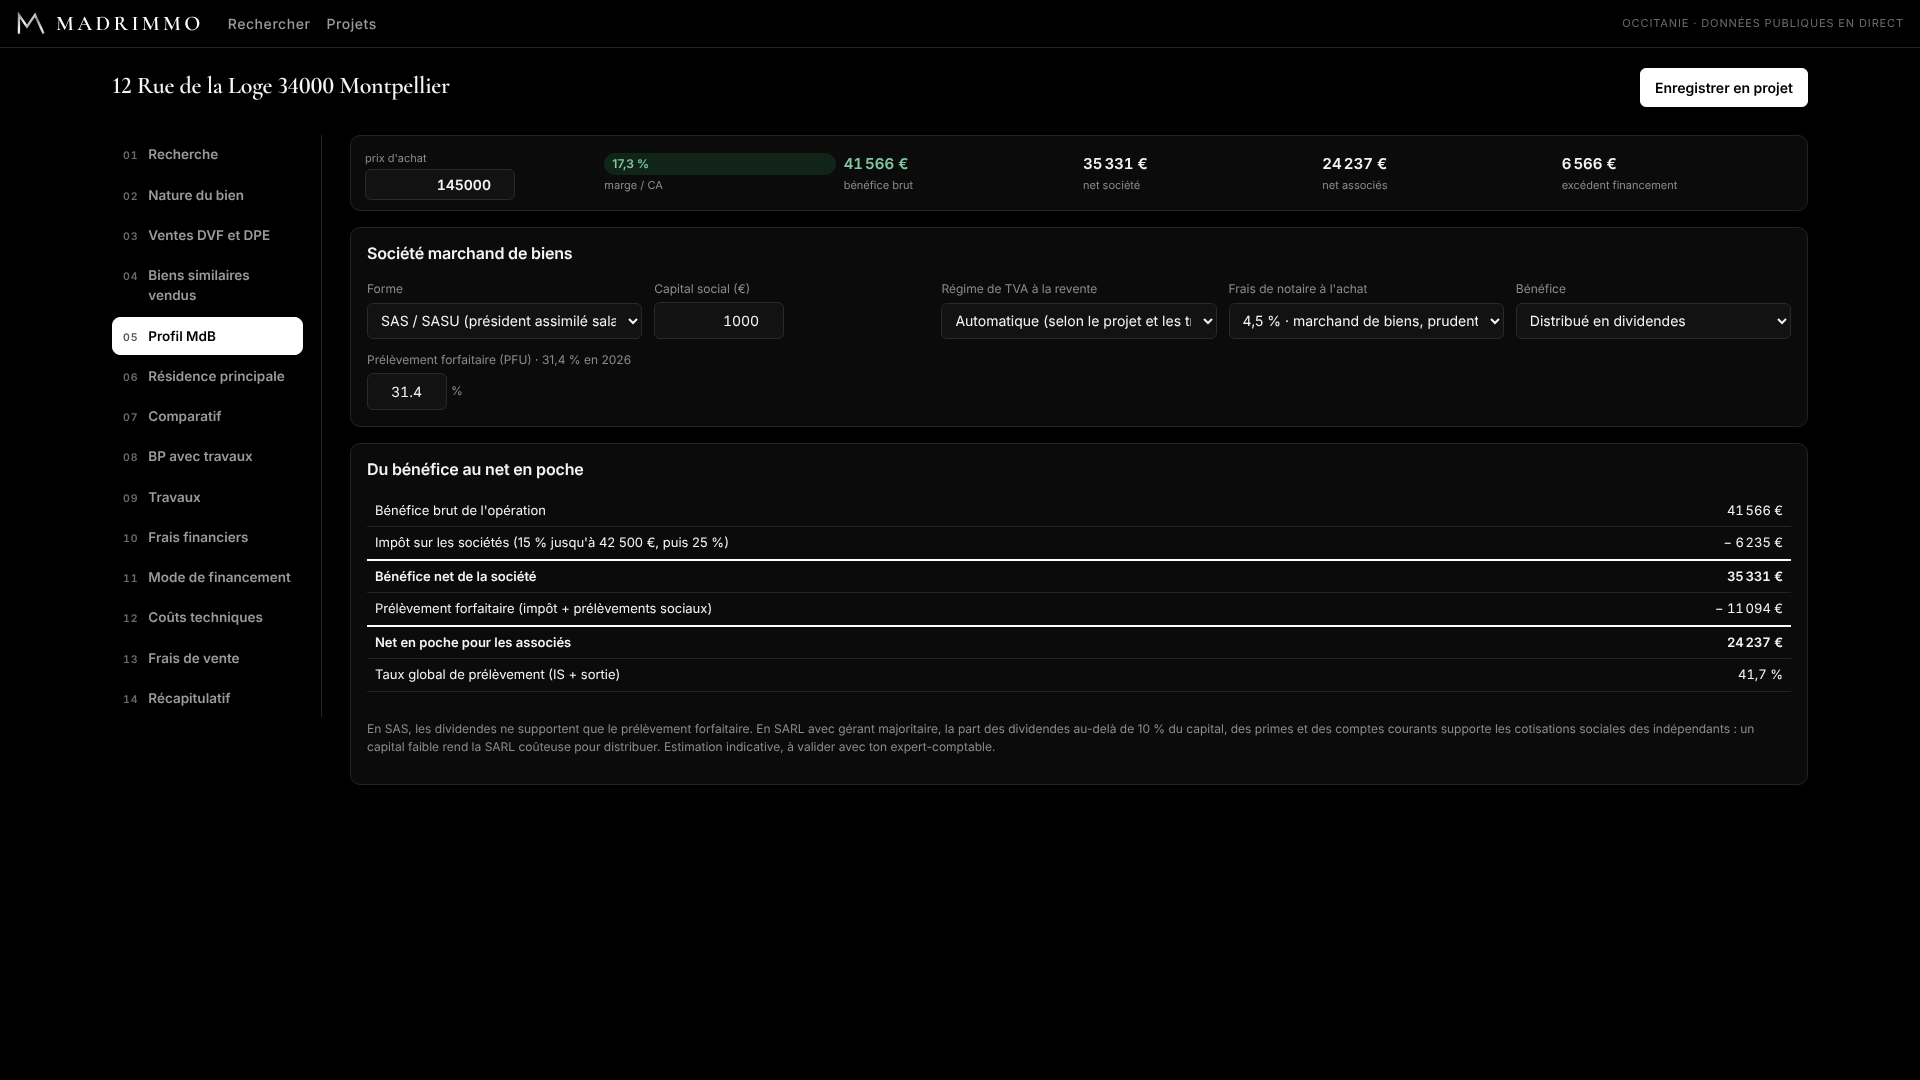 MADRIMMO
Rechercher Projets
OCCITANIE · DONNÉES PUBLIQUES EN DIRECT
12 Rue de la Loge 34000 Montpellier
Enregistrer en projet
01 Recherche
02 Nature du bien
03 Ventes DVF et DPE
04 Biens similaires
vendus
05 Profil MdB
06 Résidence principale
07 Comparatif
08 BP avec travaux
09 Travaux
10 Frais financiers
11 Mode de financement
12 Coûts techniques
13 Frais de vente
14 Récapitulatif
prix d'achat
145000
17,3 %
marge / CA
41 566 €
bénéfice brut
35 331 €
net société
24 237 €
net associés
6 566 €
excédent financement
Société marchand de biens
Forme
SAS / SASU (président assimilé sala
Capital social (€)
1000
Régime de TVA à la revente
Automatique (selon le projet et les t
Frais de notaire à l'achat
4,5 % · marchand de biens, prudent
Bénéfice
Distribué en dividendes
Prélèvement forfaitaire (PFU) · 31,4 % en 2026
31.4 %
Du bénéfice au net en poche
Bénéfice brut de l'opération 41 566 €
Impôt sur les sociétés (15 % jusqu'à 42 500 €, puis 25 %) − 6 235 €
Bénéfice net de la société 35 331 €
Prélèvement forfaitaire (impôt + prélèvements sociaux) − 11 094 €
Net en poche pour les associés 24 237 €
Taux global de prélèvement (IS + sortie) 41,7 %
En SAS, les dividendes ne supportent que le prélèvement forfaitaire. En SARL avec gérant majoritaire, la part des dividendes au-delà de 10 % du capital, des primes et des comptes courants supporte les cotisations sociales des indépendants : un
capital faible rend la SARL coûteuse pour distribuer. Estimation indicative, à valider avec ton expert-comptable.